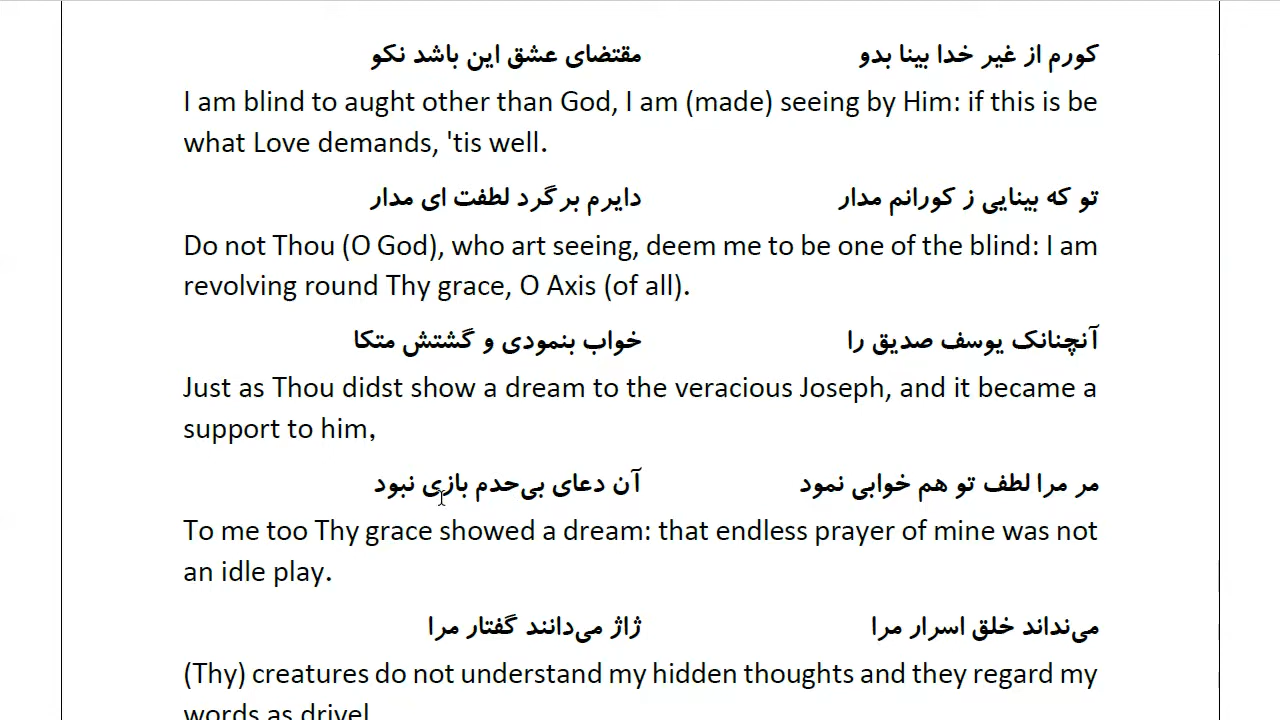 کورم از غیر خدا بینا بدو مقتضای عشق این باشد نکو
I am blind to aught other than God, I am (made) seeing by Him: if this is be
what Love demands, 'tis well.
تو که بینایی ز کورانم مدار دایرم برگرد لطفت ای مدار
Do not Thou (O God), who art seeing, deem me to be one of the blind: I am
revolving round Thy grace, O Axis (of all).
آنچنانک یوسف صدیق را خواب بنمودی و گشتش متکا
Just as Thou didst show a dream to the veracious Joseph, and it became a
support to him,
مر مرا لطف تو هم خوابی نمود آن دعای بی‌حدم بازی نبود
To me too Thy grace showed a dream: that endless prayer of mine was not
an idle play.
می‌نداند خلق اسرار مرا ژاژ می‌دانند گفتار مرا
(Thy) creatures do not understand my hidden thoughts and they regard my
words as drivel